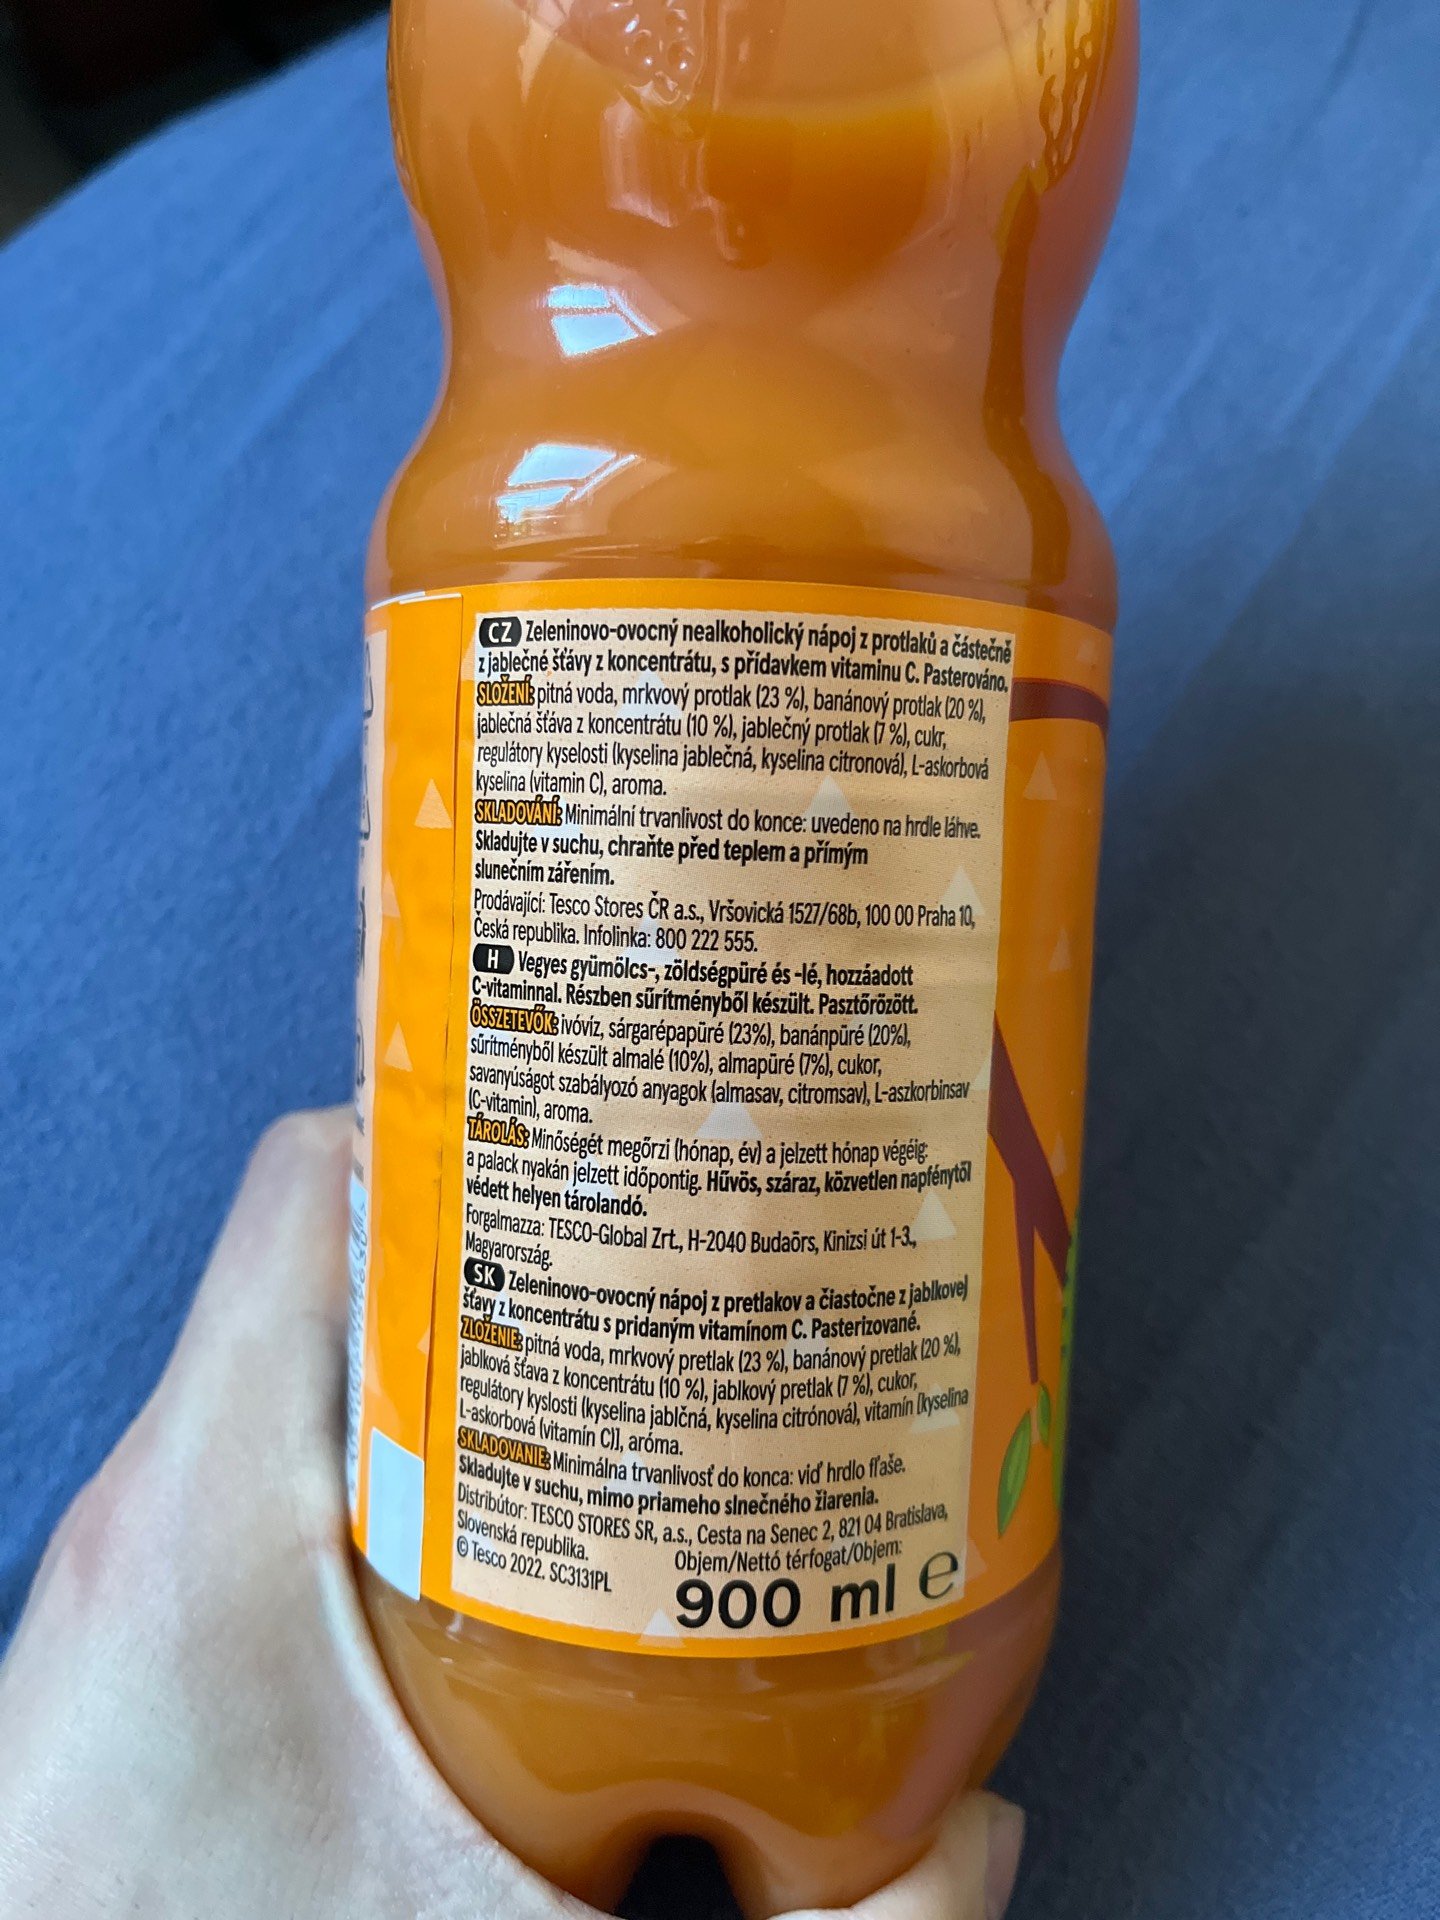 CZ Zeleninovo-ovocný nealkoholický nápoj z protlaků a částečně
z jablečné šťávy z koncentrátu, s přídavkem vitaminu C. Pasterováno.
SLOŽENÍ: pitná voda, mrkvový protlak (23 %), banánový protlak (20 %),
jablečná šťáva z koncentrátu (10 %), jablečný protlak (7 %), cukr,
regulátory kyselosti (kyselina jablečná, kyselina citronová), L-askorbová
kyselina (vitamin C), aroma.
SKLADOVÁNÍ: Minimální trvanlivost do konce: uvedeno na hrdle láhve.
Skladujte v suchu, chraňte před teplem a přímým
slunečním zářením.
Prodávající: Tesco Stores ČR a.s., Vršovická 1527/68b, 100 00 Praha 10,
Česká republika. Infolinka: 800 222 555.
H Vegyes gyümölcs-, zöldségpüré és -lé, hozzáadott
C-vitaminnal. Részben sűrítményből készült. Pasztőrözött.
ÖSSZETEVŐK: ivóvíz, sárgarépapüré (23%), banánpüré (20%),
sűrítményből készült almalé (10%), almapüré (7%), cukor,
savanyúságot szabályozó anyagok (almasav, citromsav), L-aszkorbinsav
(C-vitamin), aroma.
TÁROLÁS: Minőségét megőrzi (hónap, év) a jelzett hónap végéig:
a palack nyakán jelzett időpontig. Hűvös, száraz, közvetlen napfénytől
védett helyen tárolandó.
Forgalmazza: TESCO-Global Zrt., H-2040 Budaörs, Kinizsi út 1-3.,
Magyarország.
SK Zeleninovo-ovocný nápoj z pretlakov a čiastočne z jablkovej
šťavy z koncentrátu s pridaným vitamínom C. Pasterizované.
ZLOŽENIE: pitná voda, mrkvový pretlak (23 %), banánový pretlak (20 %),
jablková šťava z koncentrátu (10 %), jablkový pretlak (7 %), cukor,
regulátory kyslosti (kyselina jablčná, kyselina citrónová), vitamín [kyselina
L-askorbová (vitamín C)], aróma.
SKLADOVANIE: Minimálna trvanlivosť do konca: viď hrdlo fľaše.
Skladujte v suchu, mimo priameho slnečného žiarenia.
Distribútor: TESCO STORES SR, a.s., Cesta na Senec 2, 821 04 Bratislava,
Slovenská republika.
© Tesco 2022. SC3131PL
Objem/Nettó térfogat/Objem:
900 ml e